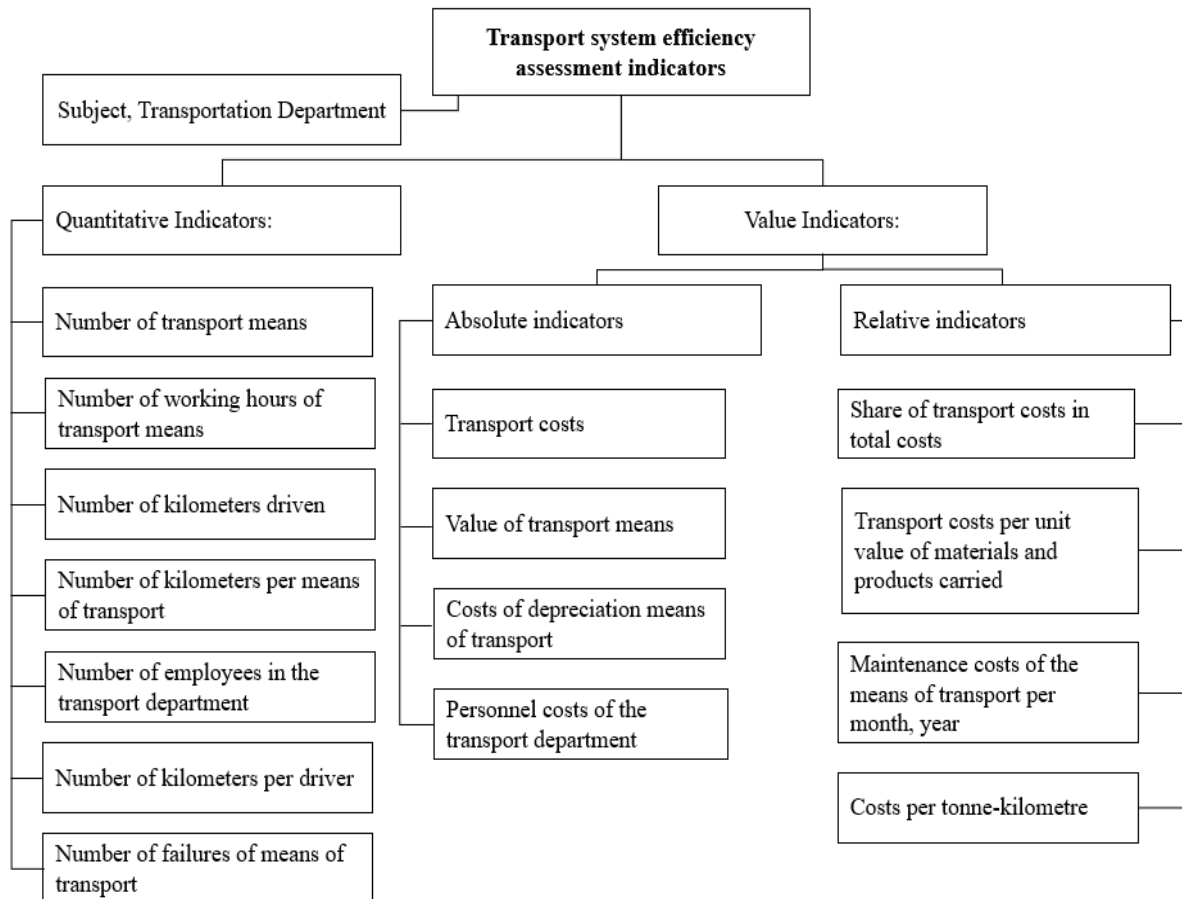 Transport system efficiency
assessment indicators
Subject, Transportation Department
Quantitative Indicators:
Value Indicators:
Number of transport means
Number of working hours of
transport means
Number of kilometers driven
Number of kilometers per means
of transport
Number of employees in the
transport department
Number of kilometers per driver
Number of failures of means of
transport
Absolute indicators
Transport costs
Value of transport means
Costs of depreciation means
of transport
Personnel costs of the
transport department
Relative indicators
Share of transport costs in
total costs
Transport costs per unit
value of materials and
products carried
Maintenance costs of the
means of transport per
month, year
Costs per tonne-kilometre